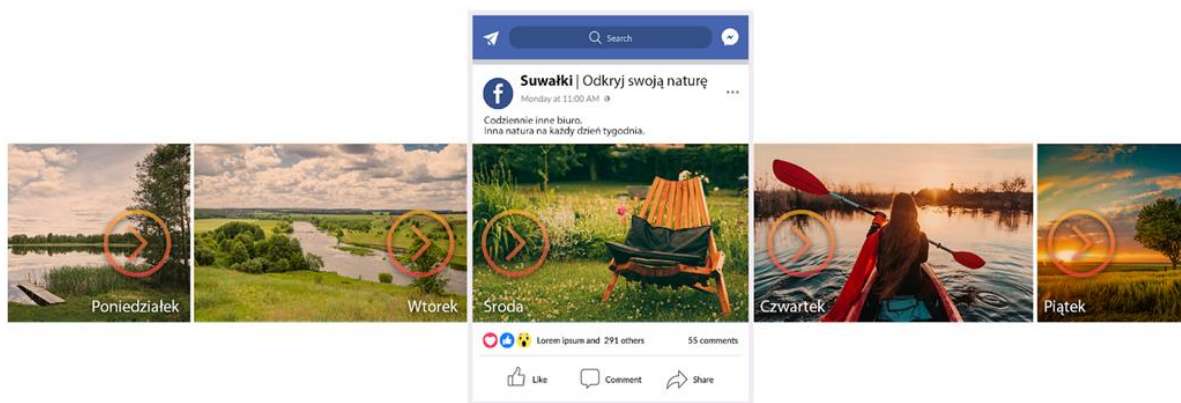 Search
Suwałki | Odkryj swoją naturę
Monday at 11:00 AM
Codziennie inne biuro.
Inna natura na każdy dzień tygodnia.
Poniedziałek
Wtorek
Środa
Czwartek
Piątek
Lorem ipsum and 291 others
55 comments
Like
Comment
Share